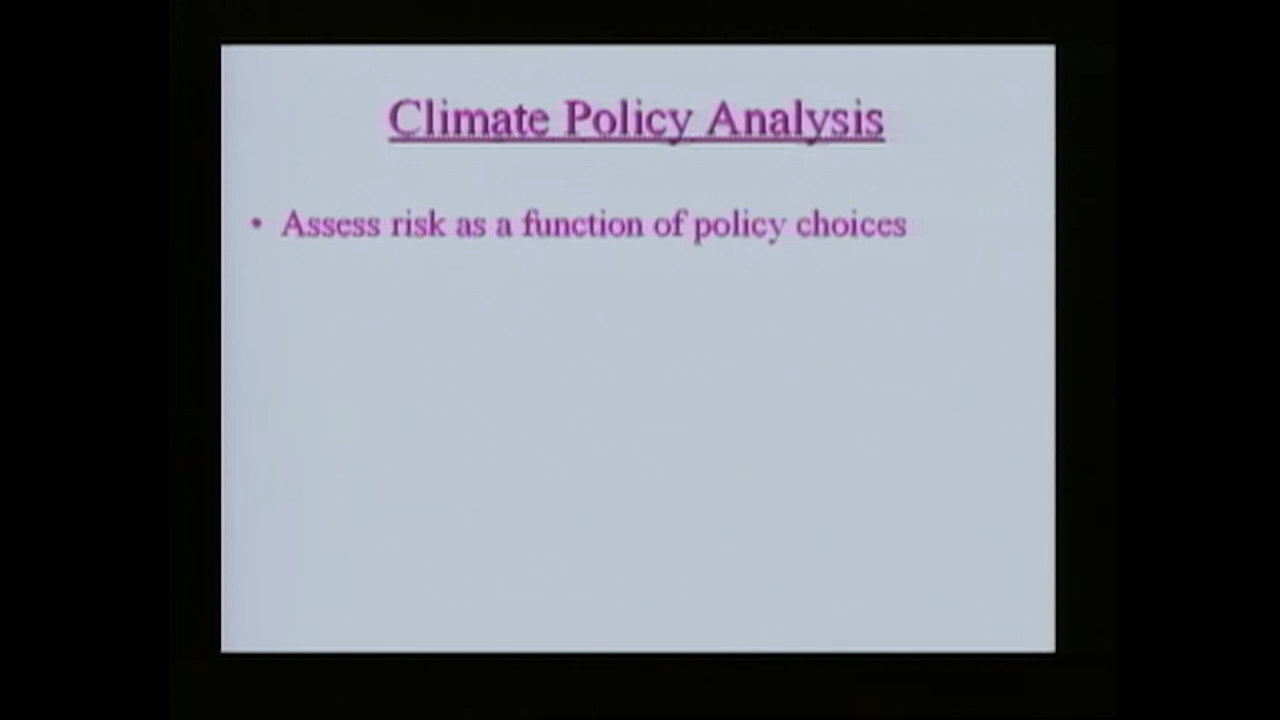 Climate Policy Analysis
• Assess risk as a function of policy choices